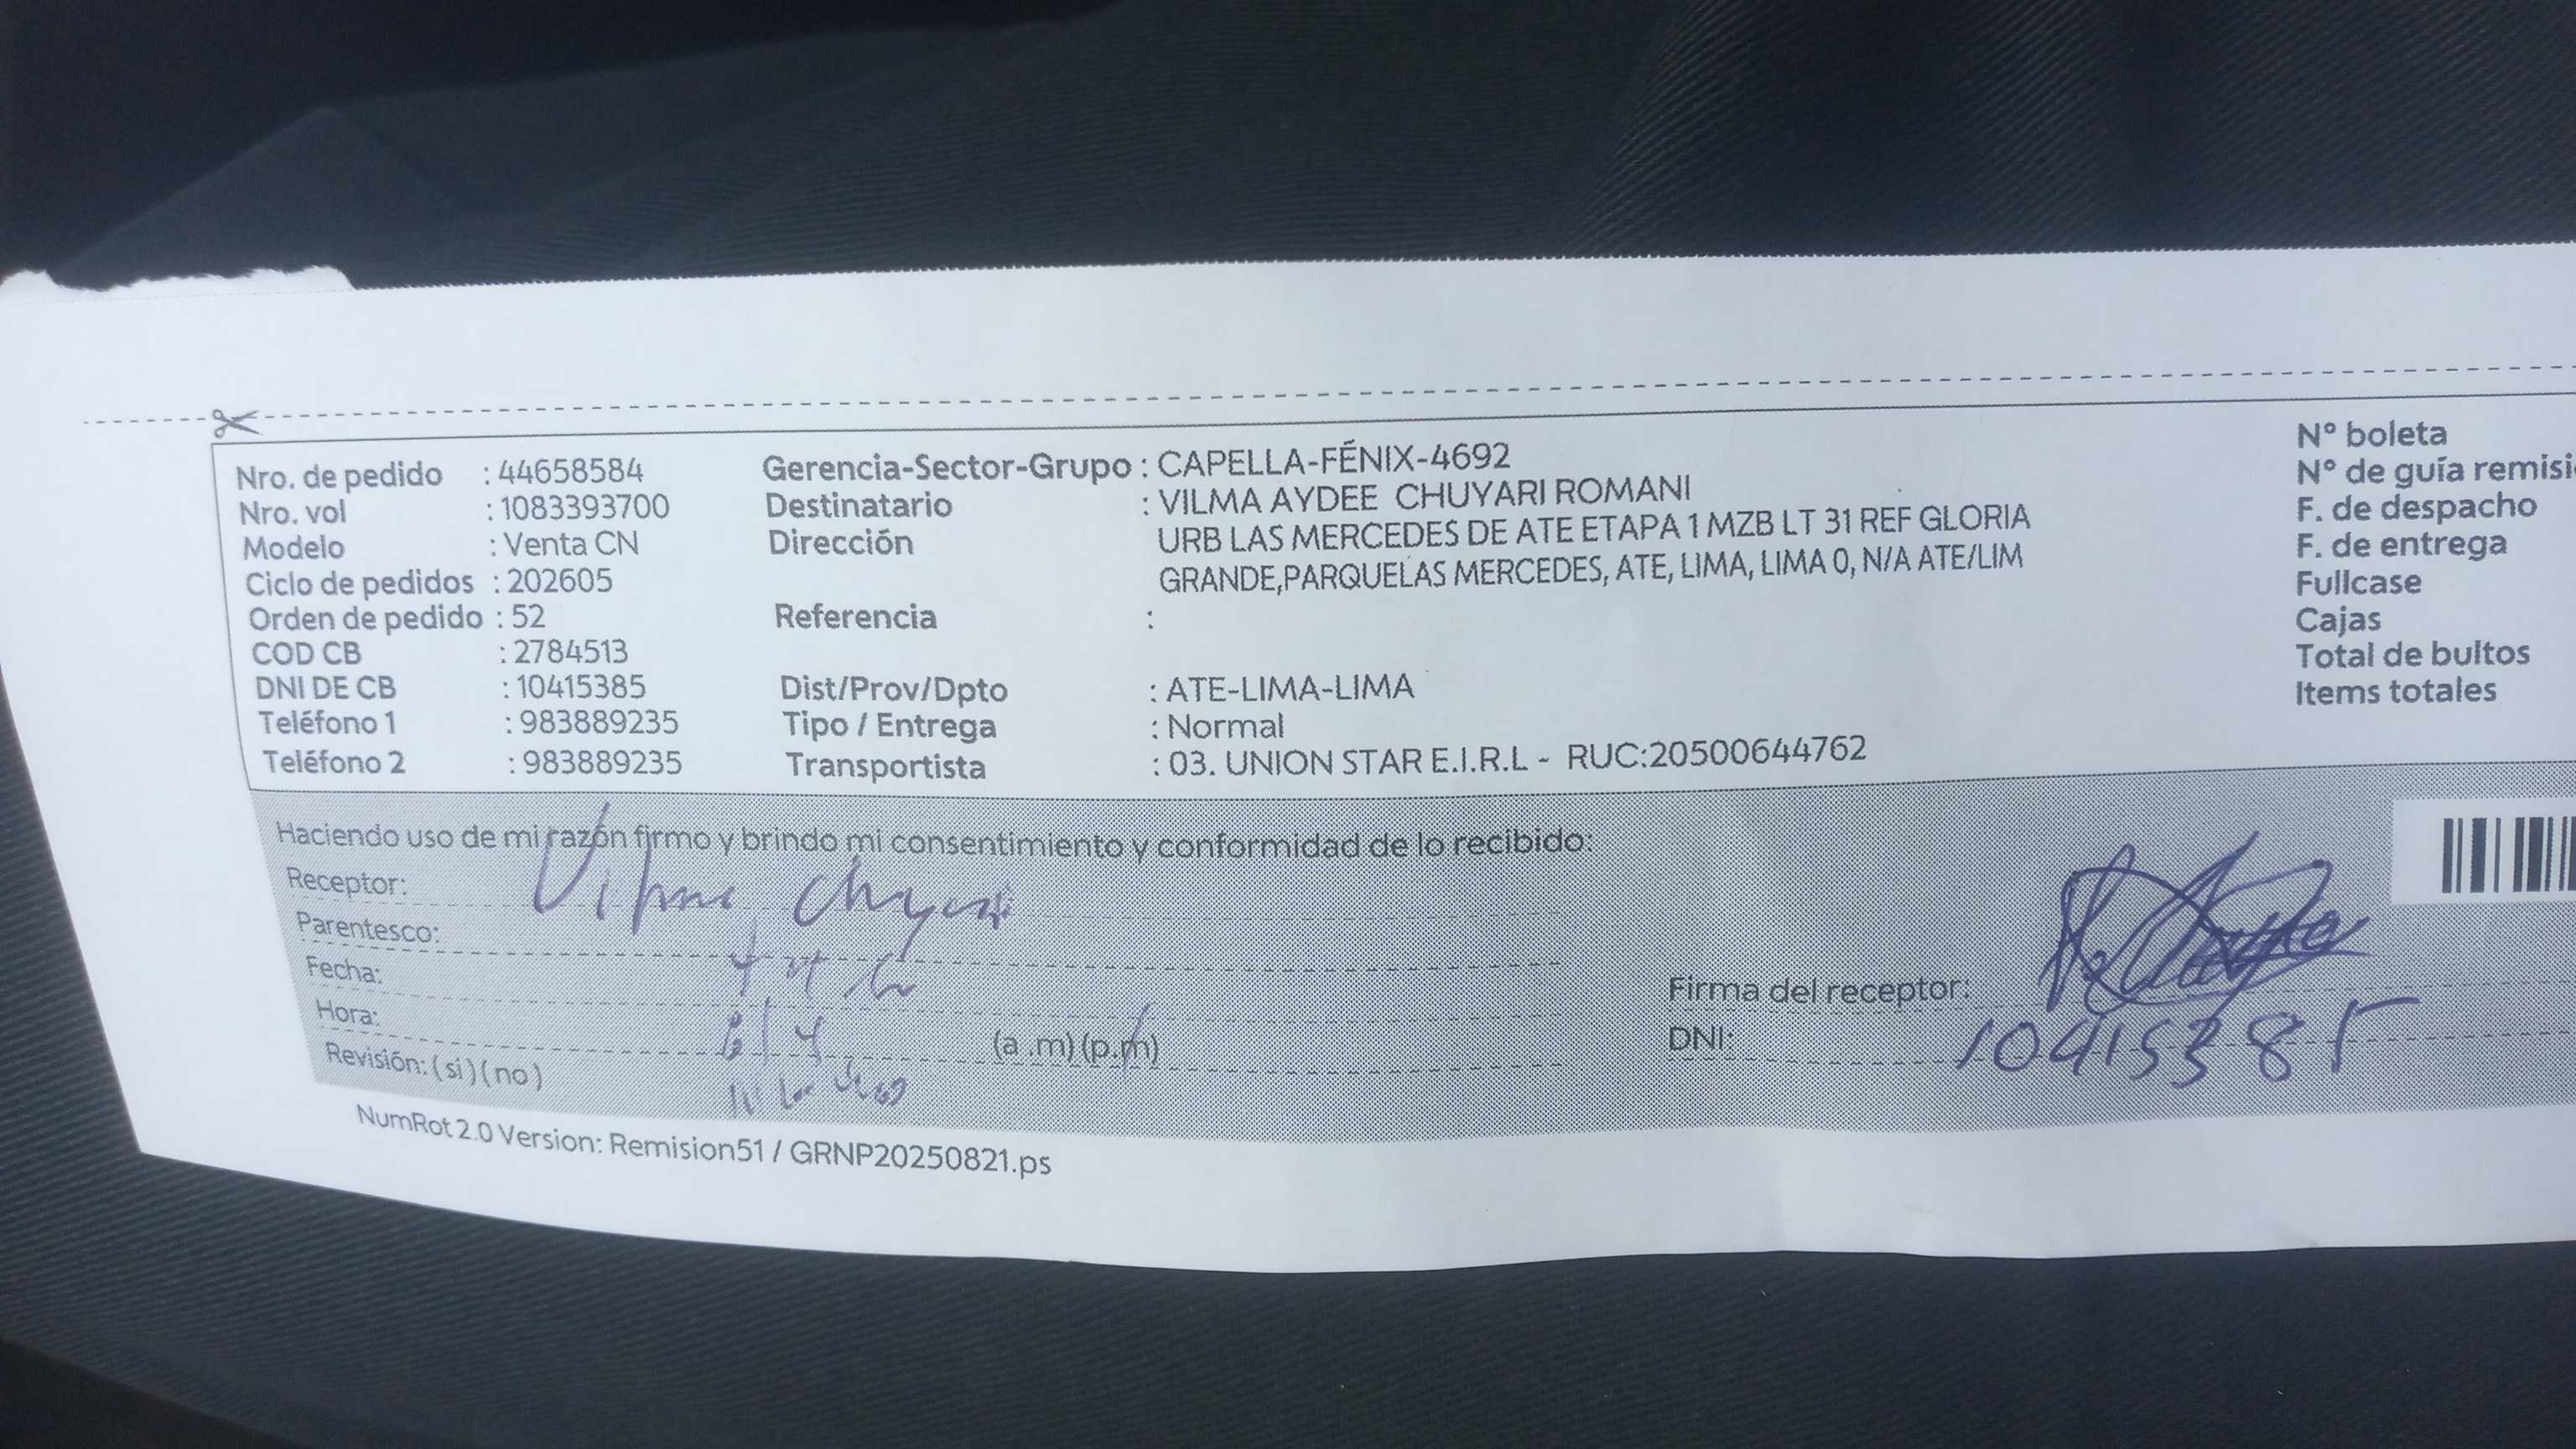 Nro. de pedido : 44658584
Nro. vol : 1083393700
Modelo : Venta CN
Ciclo de pedidos : 202605
Orden de pedido : 52
COD CB : 2784513
DNI DE CB : 10415385
Teléfono 1 : 983889235
Teléfono 2 : 983889235
Gerencia-Sector-Grupo : CAPELLA-FÉNIX-4692
Destinatario : VILMA AYDEE CHUYARI ROMANI
Dirección URB LAS MERCEDES DE ATE ETAPA 1 MZB LT 31 REF GLORIA
GRANDE,PARQUELAS MERCEDES, ATE, LIMA, LIMA 0, N/A ATE/LIM
Referencia :
Dist/Prov/Dpto : ATE-LIMA-LIMA
Tipo / Entrega : Normal
Transportista : 03. UNION STAR E.I.R.L - RUC:20500644762
N° boleta
N° de guía remisi
F. de despacho
F. de entrega
Fullcase
Cajas
Total de bultos
Items totales
Haciendo uso de mi razón firmo y brindo mi consentimiento y conformidad de lo recibido:
Receptor: Vilma
Parentesco:
Fecha:
Hora: (a .m) (p.m)
Revisión: (si) (no)
Firma del receptor:
DNI: 10415385
NumRot 2.0 Version: Remision51 / GRNP20250821.ps